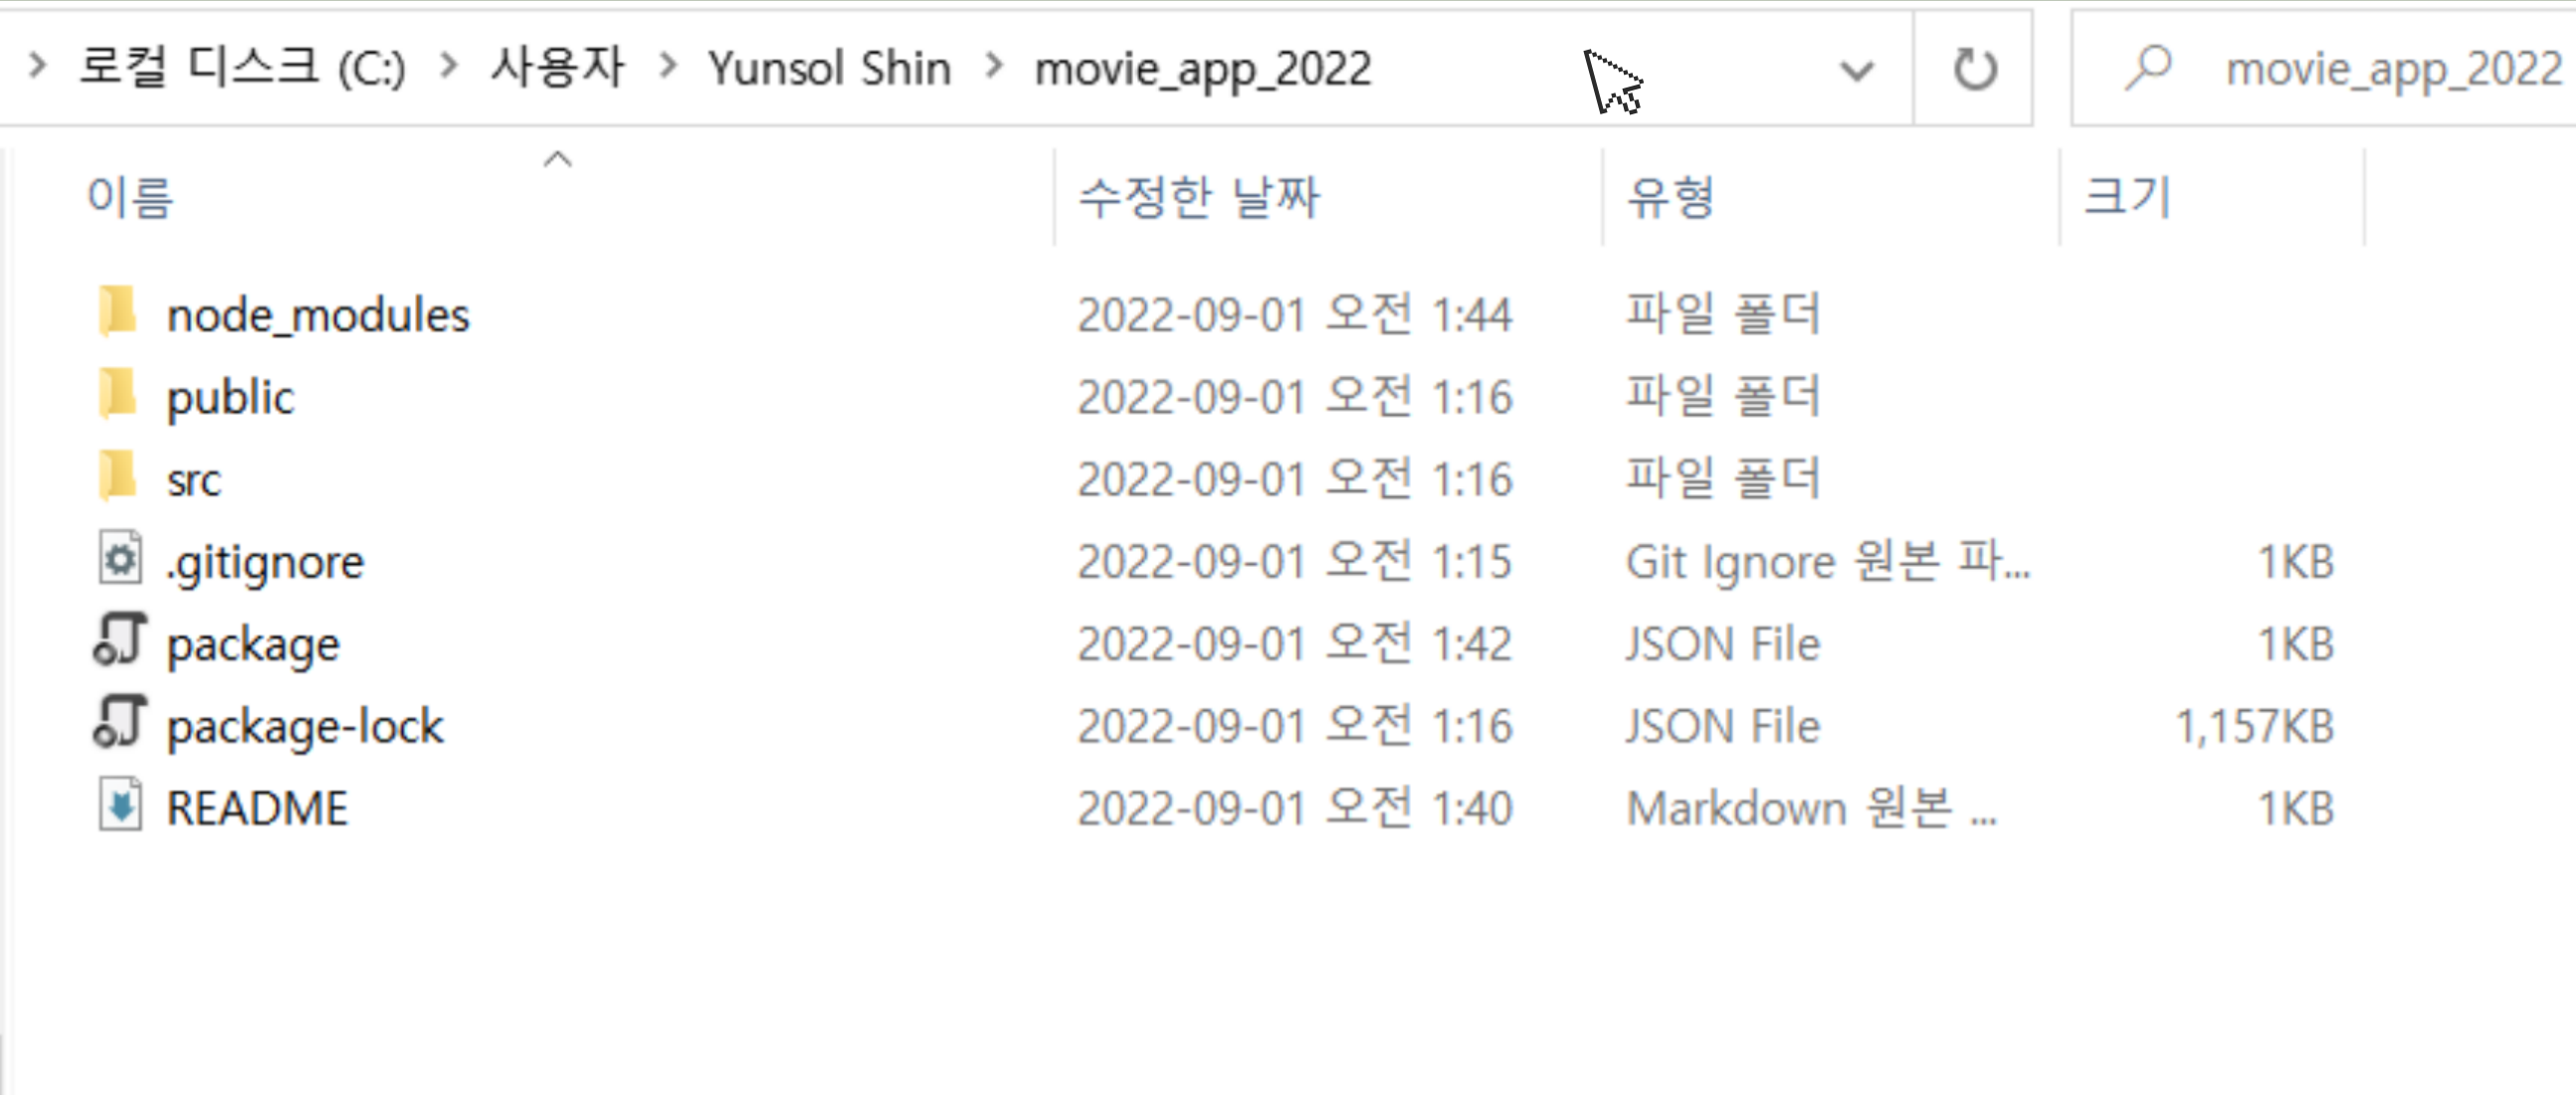 로컬 디스크 (C:) > 사용자 > Yunsol Shin > movie_app_2022 movie_app_2022
이름 수정한 날짜 유형 크기
node_modules 2022-09-01 오전 1:44 파일 폴더
public 2022-09-01 오전 1:16 파일 폴더
src 2022-09-01 오전 1:16 파일 폴더
.gitignore 2022-09-01 오전 1:15 Git Ignore 원본 파... 1KB
package 2022-09-01 오전 1:42 JSON File 1KB
package-lock 2022-09-01 오전 1:16 JSON File 1,157KB
README 2022-09-01 오전 1:40 Markdown 원본 ... 1KB